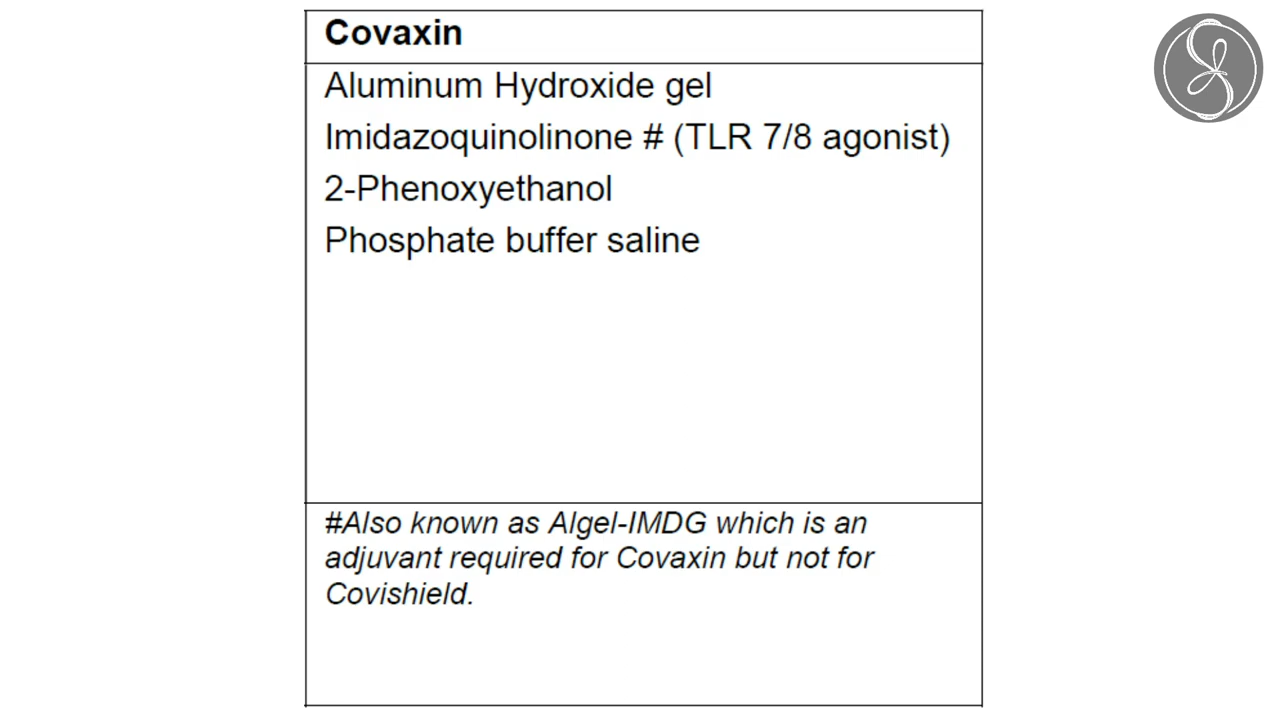 Covaxin
Aluminum Hydroxide gel
Imidazoquinolinone # (TLR 7/8 agonist)
2-Phenoxyethanol
Phosphate buffer saline
#Also known as Algel-IMDG which is an
adjuvant required for Covaxin but not for
Covishield.